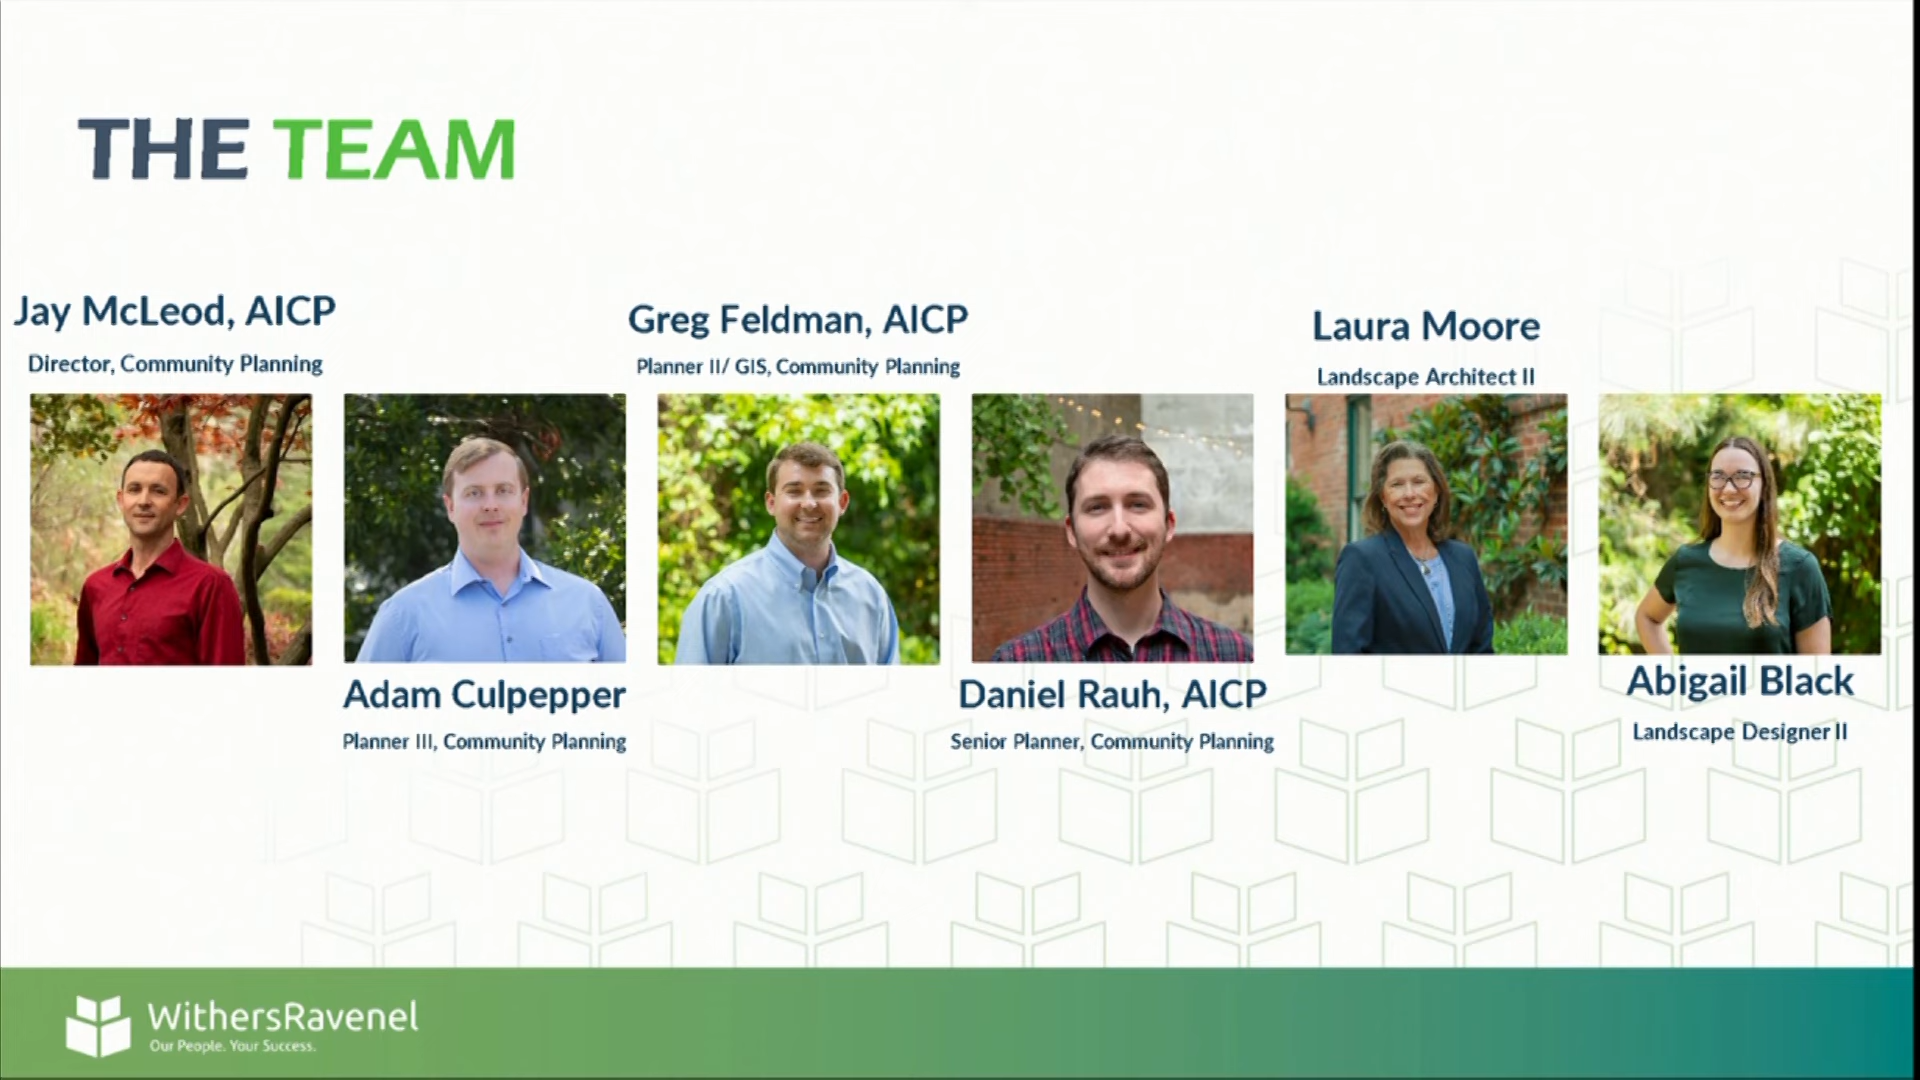 THE TEAM
Jay McLeod, AICP
Director, Community Planning
Greg Feldman, AICP
Planner II/ GIS, Community Planning
Laura Moore
Landscape Architect II
Adam Culpepper
Planner III, Community Planning
Daniel Rauh, AICP
Senior Planner, Community Planning
Abigail Black
Landscape Designer II
WithersRavenel
Our People. Your Success.